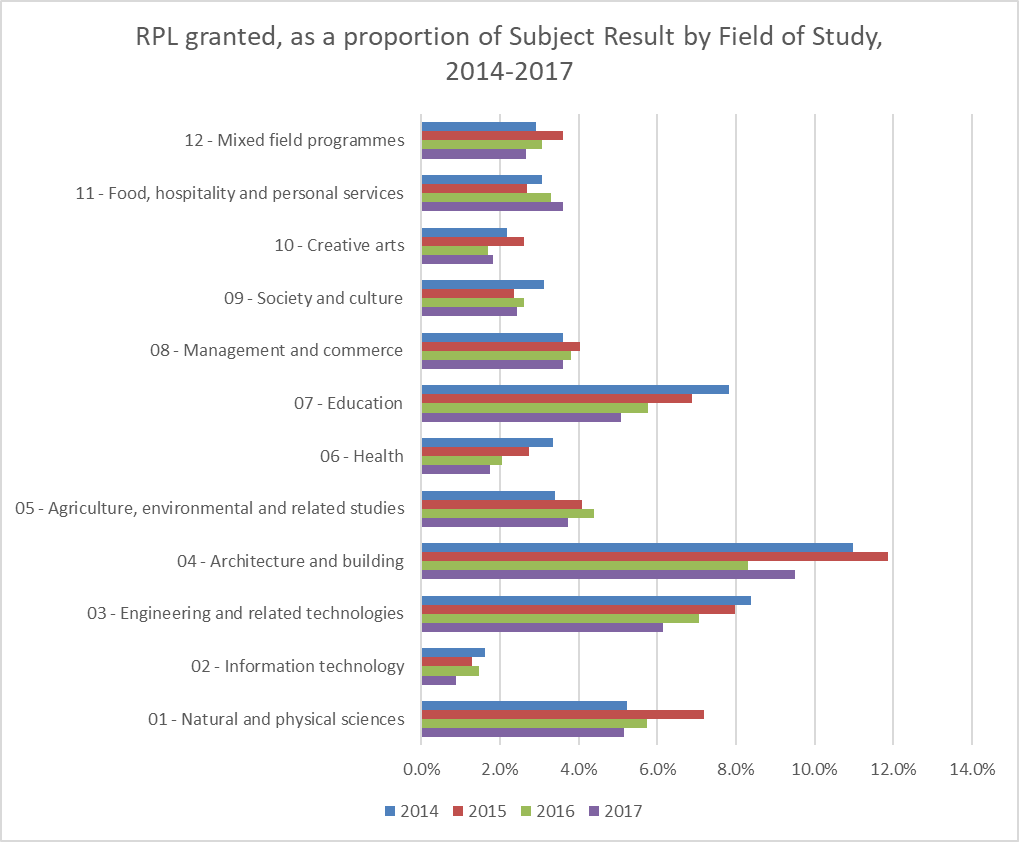 RPL granted, as a proportion of Subject Result by Field of Study,
2014-2017
12 - Mixed field programmes
11 - Food, hospitality and personal services
10 - Creative arts
09 - Society and culture
08 - Management and commerce
07 - Education
06 - Health
05 - Agriculture, environmental and related studies
04 - Architecture and building
03 - Engineering and related technologies
02 - Information technology
01 - Natural and physical sciences
0.0% 2.0% 4.0% 6.0% 8.0% 10.0% 12.0% 14.0%
2014 2015 2016 2017